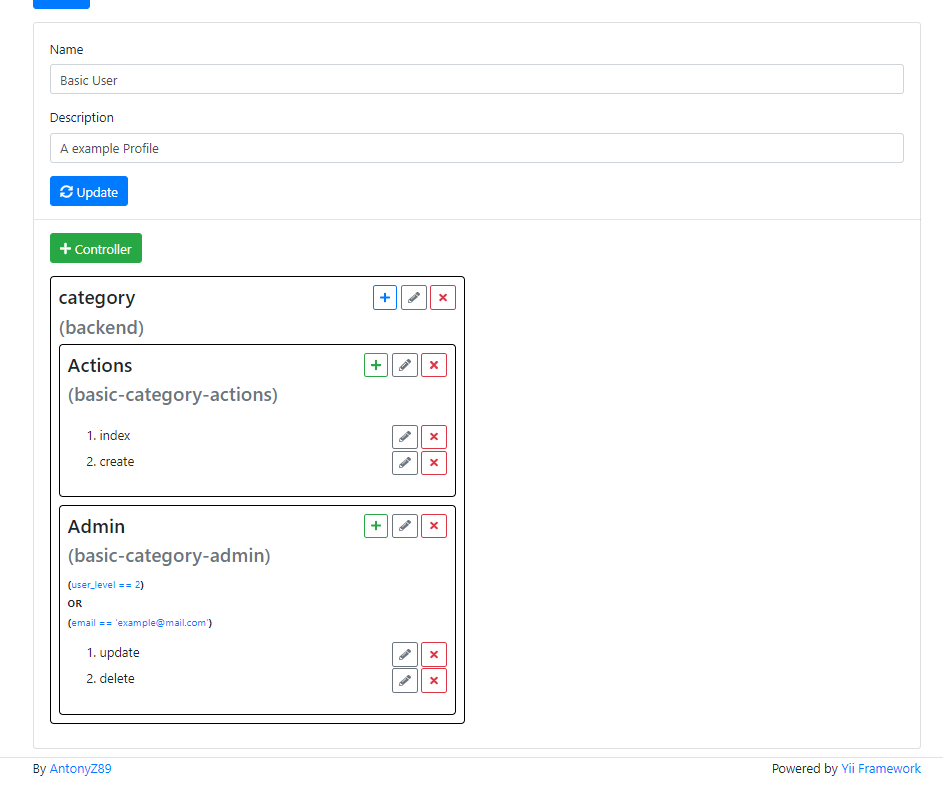 Name
Basic User
Description
A example Profile
Update
Controller
category
(backend)
Actions
(basic-category-actions)
1. index
2. create
Admin
(basic-category-admin)
(user_level == 2)
OR
(email == 'example@mail.com')
1. update
2. delete
By AntonyZ89 Powered by Yii Framework